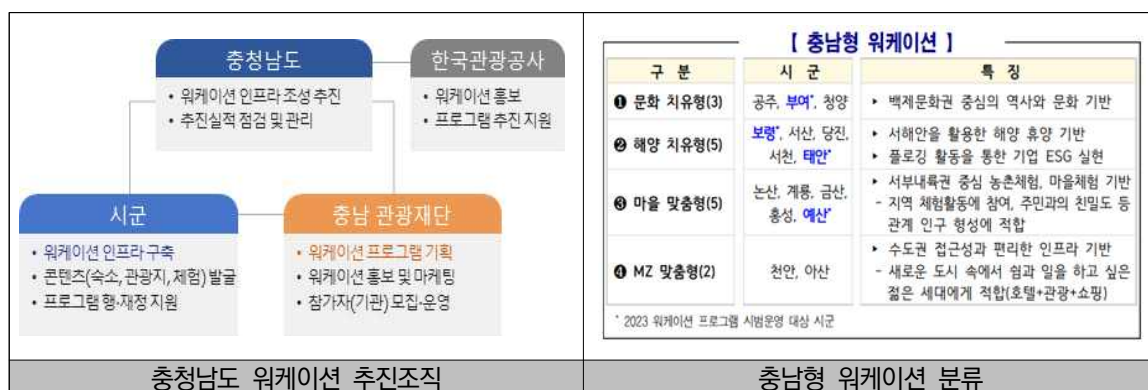 충청남도
• 워케이션 인프라 조성 추진
• 추진실적 점검 및 관리
한국관광공사
• 워케이션 홍보
• 프로그램 추진 지원
시군
• 워케이션 인프라 구축
• 콘텐츠(숙소, 관광지, 체험) 발굴
• 프로그램 행·재정 지원
충남 관광재단
• 워케이션 프로그램 기획
• 워케이션 홍보 및 마케팅
• 참가자(기관) 모집·운영
충청남도 워케이션 추진조직
【 충남형 워케이션 】
구 분 시 군 특 징
❶ 문화 치유형(3) 공주, 부여*, 청양 ▸ 백제문화권 중심의 역사와 문화 기반
❷ 해양 치유형(5) 보령*, 서산, 당진,
서천, 태안*
▸ 서해안을 활용한 해양 휴양 기반
▸ 플로깅 활동을 통한 기업 ESG 실현
❸ 마을 맞춤형(5) 논산, 계룡, 금산,
홍성, 예산*
▸ 서부내륙권 중심 농촌체험, 마을체험 기반
- 지역 체험활동에 참여, 주민과의 친밀도 등
관계 인구 형성에 적합
❹ MZ 맞춤형(2) 천안, 아산
▸ 수도권 접근성과 편리한 인프라 기반
- 새로운 도시 속에서 쉼과 일을 하고 싶은
젊은 세대에게 적합(호텔+관광+쇼핑)
* 2023 워케이션 프로그램 시범운영 대상 시군
충남형 워케이션 분류